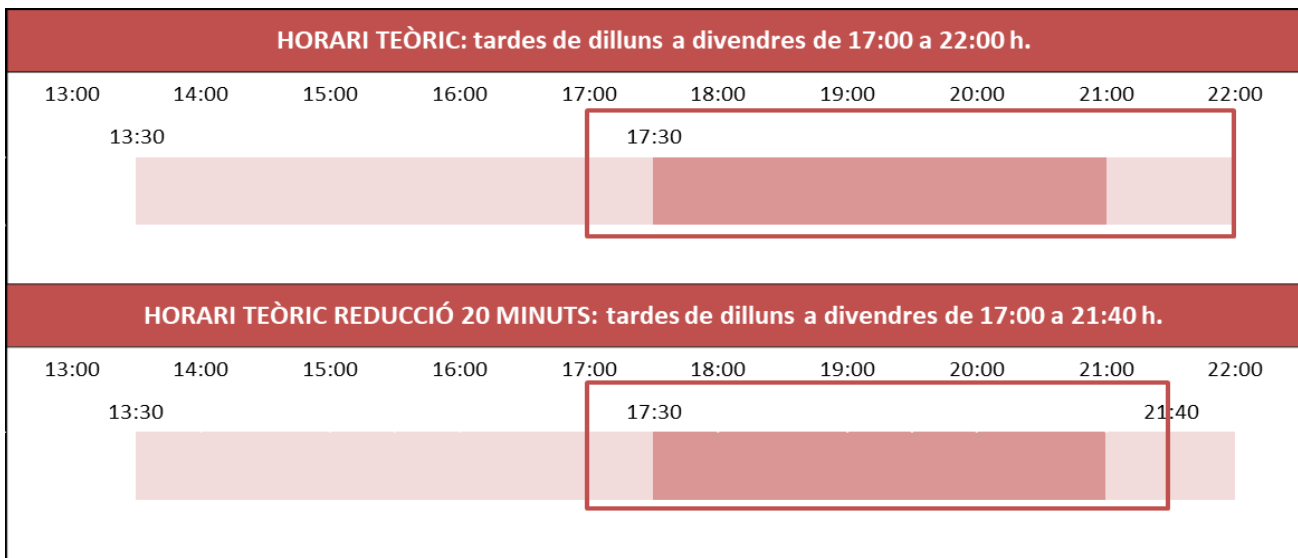 HORARI TEÒRIC: tardes de dilluns a divendres de 17:00 a 22:00 h.
13:00 14:00 15:00 16:00 17:00 18:00 19:00 20:00 21:00 22:00
13:30 17:30
HORARI TEÒRIC REDUCCIÓ 20 MINUTS: tardes de dilluns a divendres de 17:00 a 21:40 h.
13:00 14:00 15:00 16:00 17:00 18:00 19:00 20:00 21:00 22:00
13:30 17:30 21:40